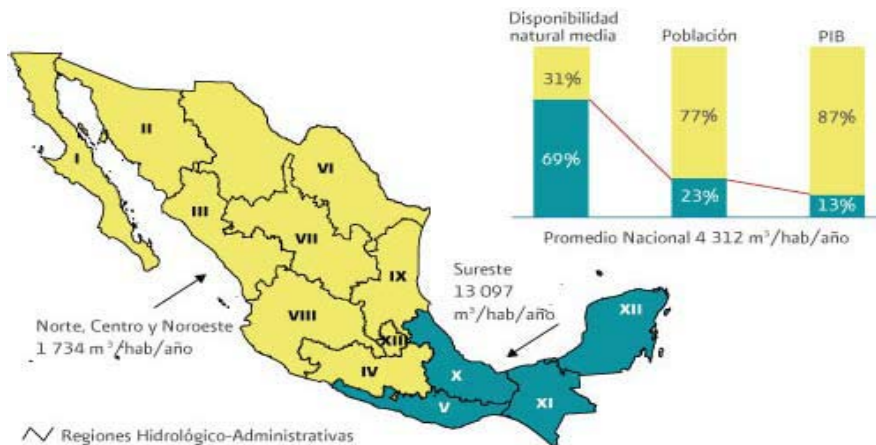 Disponibilidad
natural media
Población
PIB
31%
77%
87%
69%
23%
13%
Promedio Nacional 4 312 m³/hab/año
I
II
VI
III
VII
IX
Sureste
13 097
m³/hab/año
XII
Norte, Centro y Noroeste
1 734 m³/hab/año
VIII
XIII
IV
X
V
XI
Regiones Hidrológico-Administrativas